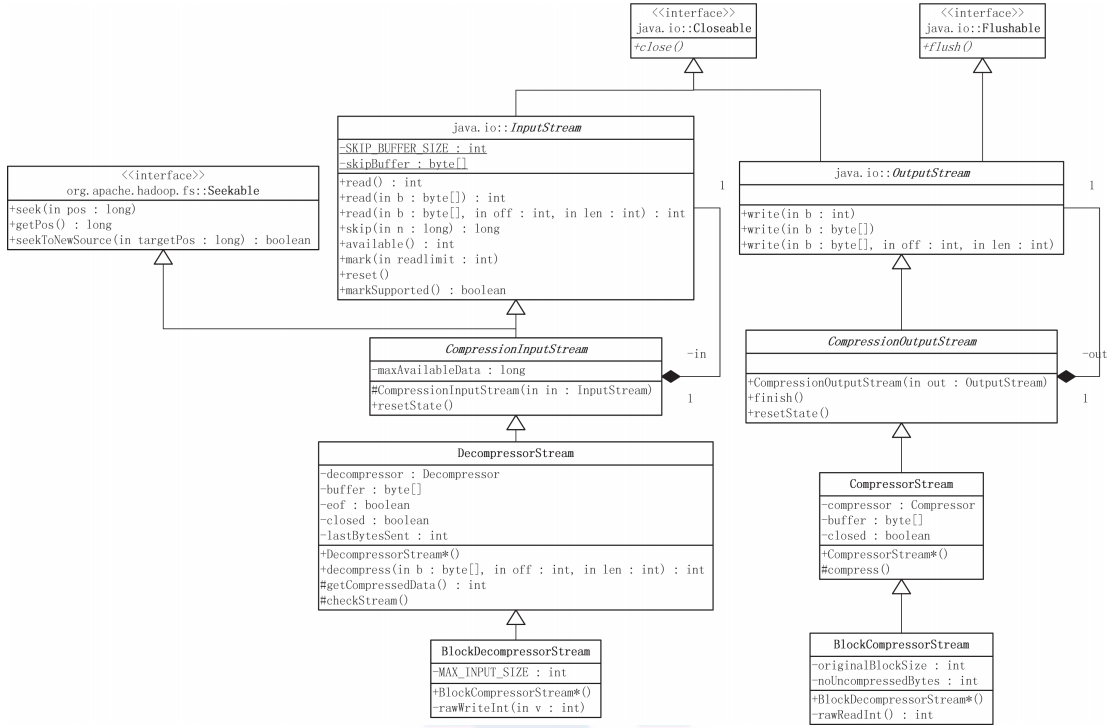 <<interface>>
java.io::Closeable
+close()
<<interface>>
java.io::Flushable
+flush()
java.io::InputStream
-SKIP_BUFFER_SIZE : int
-skipBuffer : byte[]
+read() : int
+read(in b : byte[]) : int
+read(in b : byte[], in off : int, in len : int) : int
+skip(in n : long) : long
+available() : int
+mark(in readlimit : int)
+reset()
+markSupported() : boolean
<<interface>>
org.apache.hadoop.fs::Seekable
+seek(in pos : long)
+getPos() : long
+seekToNewSource(in targetPos : long) : boolean
1
java.io::OutputStream
+write(in b : int)
+write(in b : byte[])
+write(in b : byte[], in off : int, in len : int)
1
CompressionInputStream
-maxAvailableData : long
#CompressionInputStream(in in : InputStream)
+resetState()
-in
1
CompressionOutputStream
+CompressionOutputStream(in out : OutputStream)
+finish()
+resetState()
-out
1
DecompressorStream
-decompressor : Decompressor
-buffer : byte[]
-eof : boolean
-closed : boolean
-lastBytesSent : int
+DecompressorStream*()
+decompress(in b : byte[], in off : int, in len : int) : int
#getCompressedData() : int
#checkStream()
CompressorStream
-compressor : Compressor
-buffer : byte[]
-closed : boolean
+CompressorStream*()
#compress()
BlockDecompressorStream
-MAX_INPUT_SIZE : int
+BlockCompressorStream*()
-rawWriteInt(in v : int)
BlockCompressorStream
-originalBlockSize : int
-noUncompressedBytes : int
+BlockDecompressorStream*()
-rawReadInt() : int